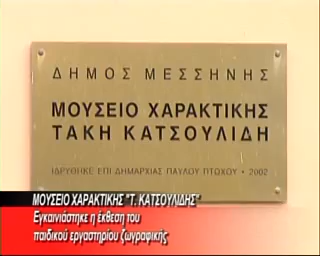 ΔΗΜΟΣ ΜΕΣΣΗΝΗΣ
ΜΟΥΣΕΙΟ ΧΑΡΑΚΤΙΚΗΣ
ΤΑΚΗ ΚΑΤΣΟΥΛΙΔΗ
ΙΔΡΥΘΗΚΕ ΕΠΙ ΔΗΜΑΡΧΙΑΣ ΠΑΥΛΟΥ ΠΤΩΧΟΥ • 2002
ΜΟΥΣΕΙΟ ΧΑΡΑΚΤΙΚΗΣ "Τ. ΚΑΤΣΟΥΛΙΔΗΣ"
Εγκαινιάστηκε η έκθεση του
παιδικού εργαστηρίου ζωγραφικής